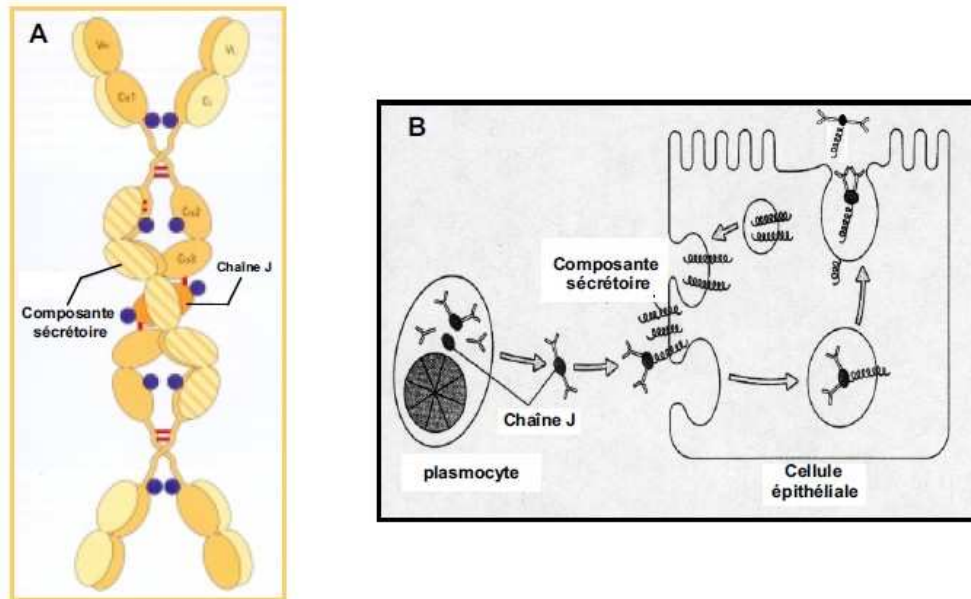 A
VH
VL
Cα1
CL
Cα2
Cα3
Chaîne J
Composante
sécrétoire
B
Composante
sécrétoire
Chaîne J
plasmocyte
Cellule
épithéliale